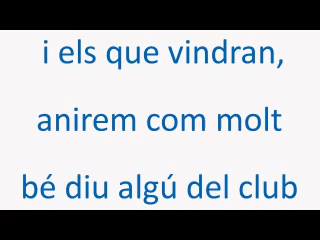 i els que vindran,
anirem com molt
bé diu algú del club